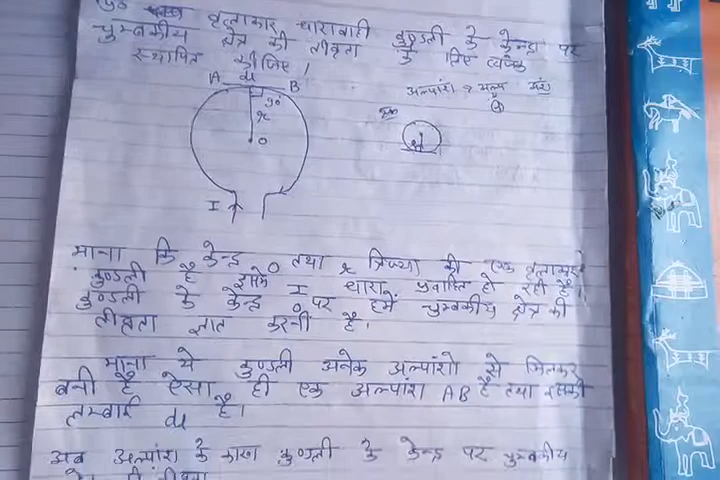 वृत्ताकार धारावाही कुण्डली के केन्द्र पर
चुम्बकीय क्षेत्र की तीव्रता के लिए व्यंजक
स्थापित कीजिए।
A dl B
90°
r
O
I
अल्पांश
माना कि केन्द्र O तथा r त्रिज्या की एक वृत्ताकार
कुण्डली है इसमें I धारा प्रवाहित हो रही है।
कुण्डली के केन्द्र O पर हमें चुम्बकीय क्षेत्र की
तीव्रता ज्ञात करनी है।
माना ये कुण्डली अनेक अल्पांशो से मिलकर
बनी है ऐसा ही एक अल्पांश AB है तथा इसकी
लम्बाई dl है।
अब अल्पांश के कारण कुण्डली के केन्द्र पर चुम्बकीय